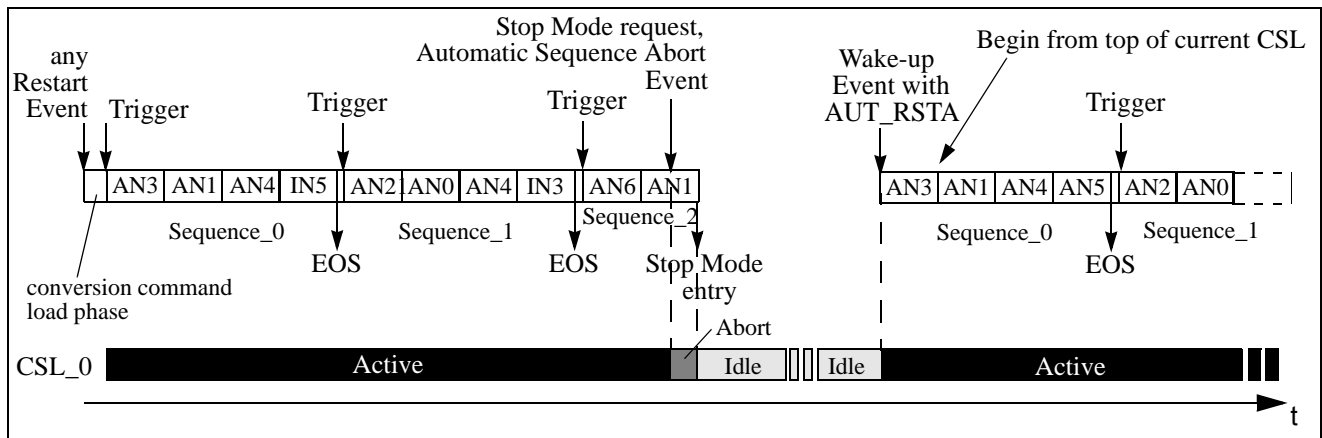 Stop Mode request,
Automatic Sequence Abort
Event
Begin from top of current CSL
any
Restart
Event
Wake-up
Event with
AUT_RSTA
Trigger
Trigger
Trigger
Trigger
AN3 AN1 AN4 IN5 AN21 AN0 AN4 IN3 AN6 AN1
AN3 AN1 AN4 AN5 AN2 AN0
Sequence_0
Sequence_1
Sequence_2
Sequence_0
Sequence_1
EOS
EOS
EOS
Stop Mode
entry
conversion command
load phase
Abort
CSL_0
Active
Idle
Idle
Active
t